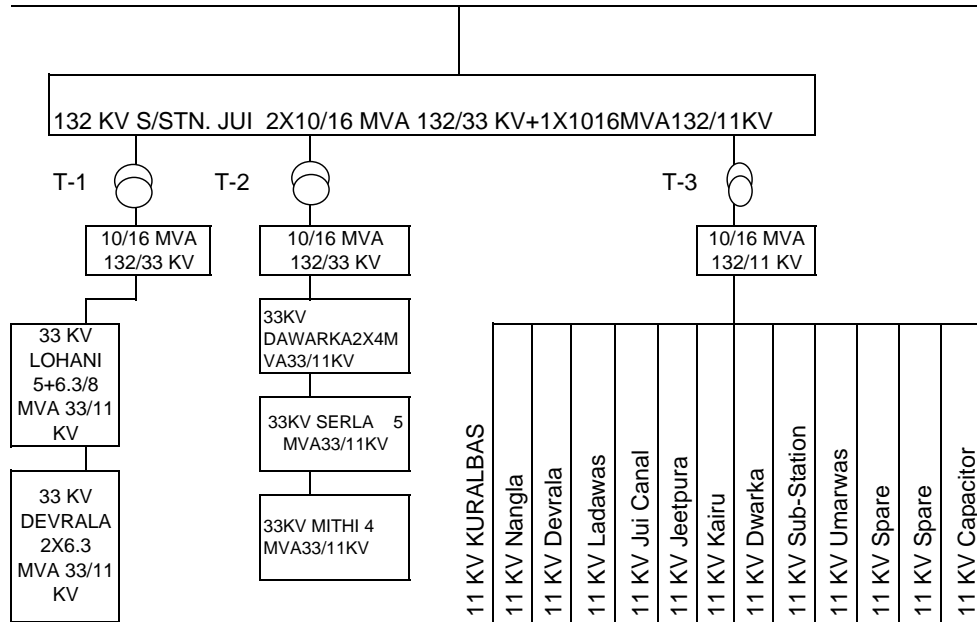 132 KV S/STN. JUI 2X10/16 MVA 132/33 KV+1X1016MVA132/11KV
T-1
T-2
T-3
10/16 MVA
132/33 KV
10/16 MVA
132/33 KV
10/16 MVA
132/11 KV
33 KV
LOHANI
5+6.3/8
MVA 33/11
KV
33 KV
DEVRALA
2X6.3
MVA 33/11
KV
33KV
DAWARKA2X4M
VA33/11KV
33KV SERLA 5
MVA33/11KV
33KV MITHI 4
MVA33/11KV
11 KV KURALBAS
11 KV Nangla
11 KV Devrala
11 KV Ladawas
11 KV Jui Canal
11 KV Jeetpura
11 KV Kairu
11 KV Dwarka
11 KV Sub-Station
11 KV Umarwas
11 KV Spare
11 KV Spare
11 KV Capacitor